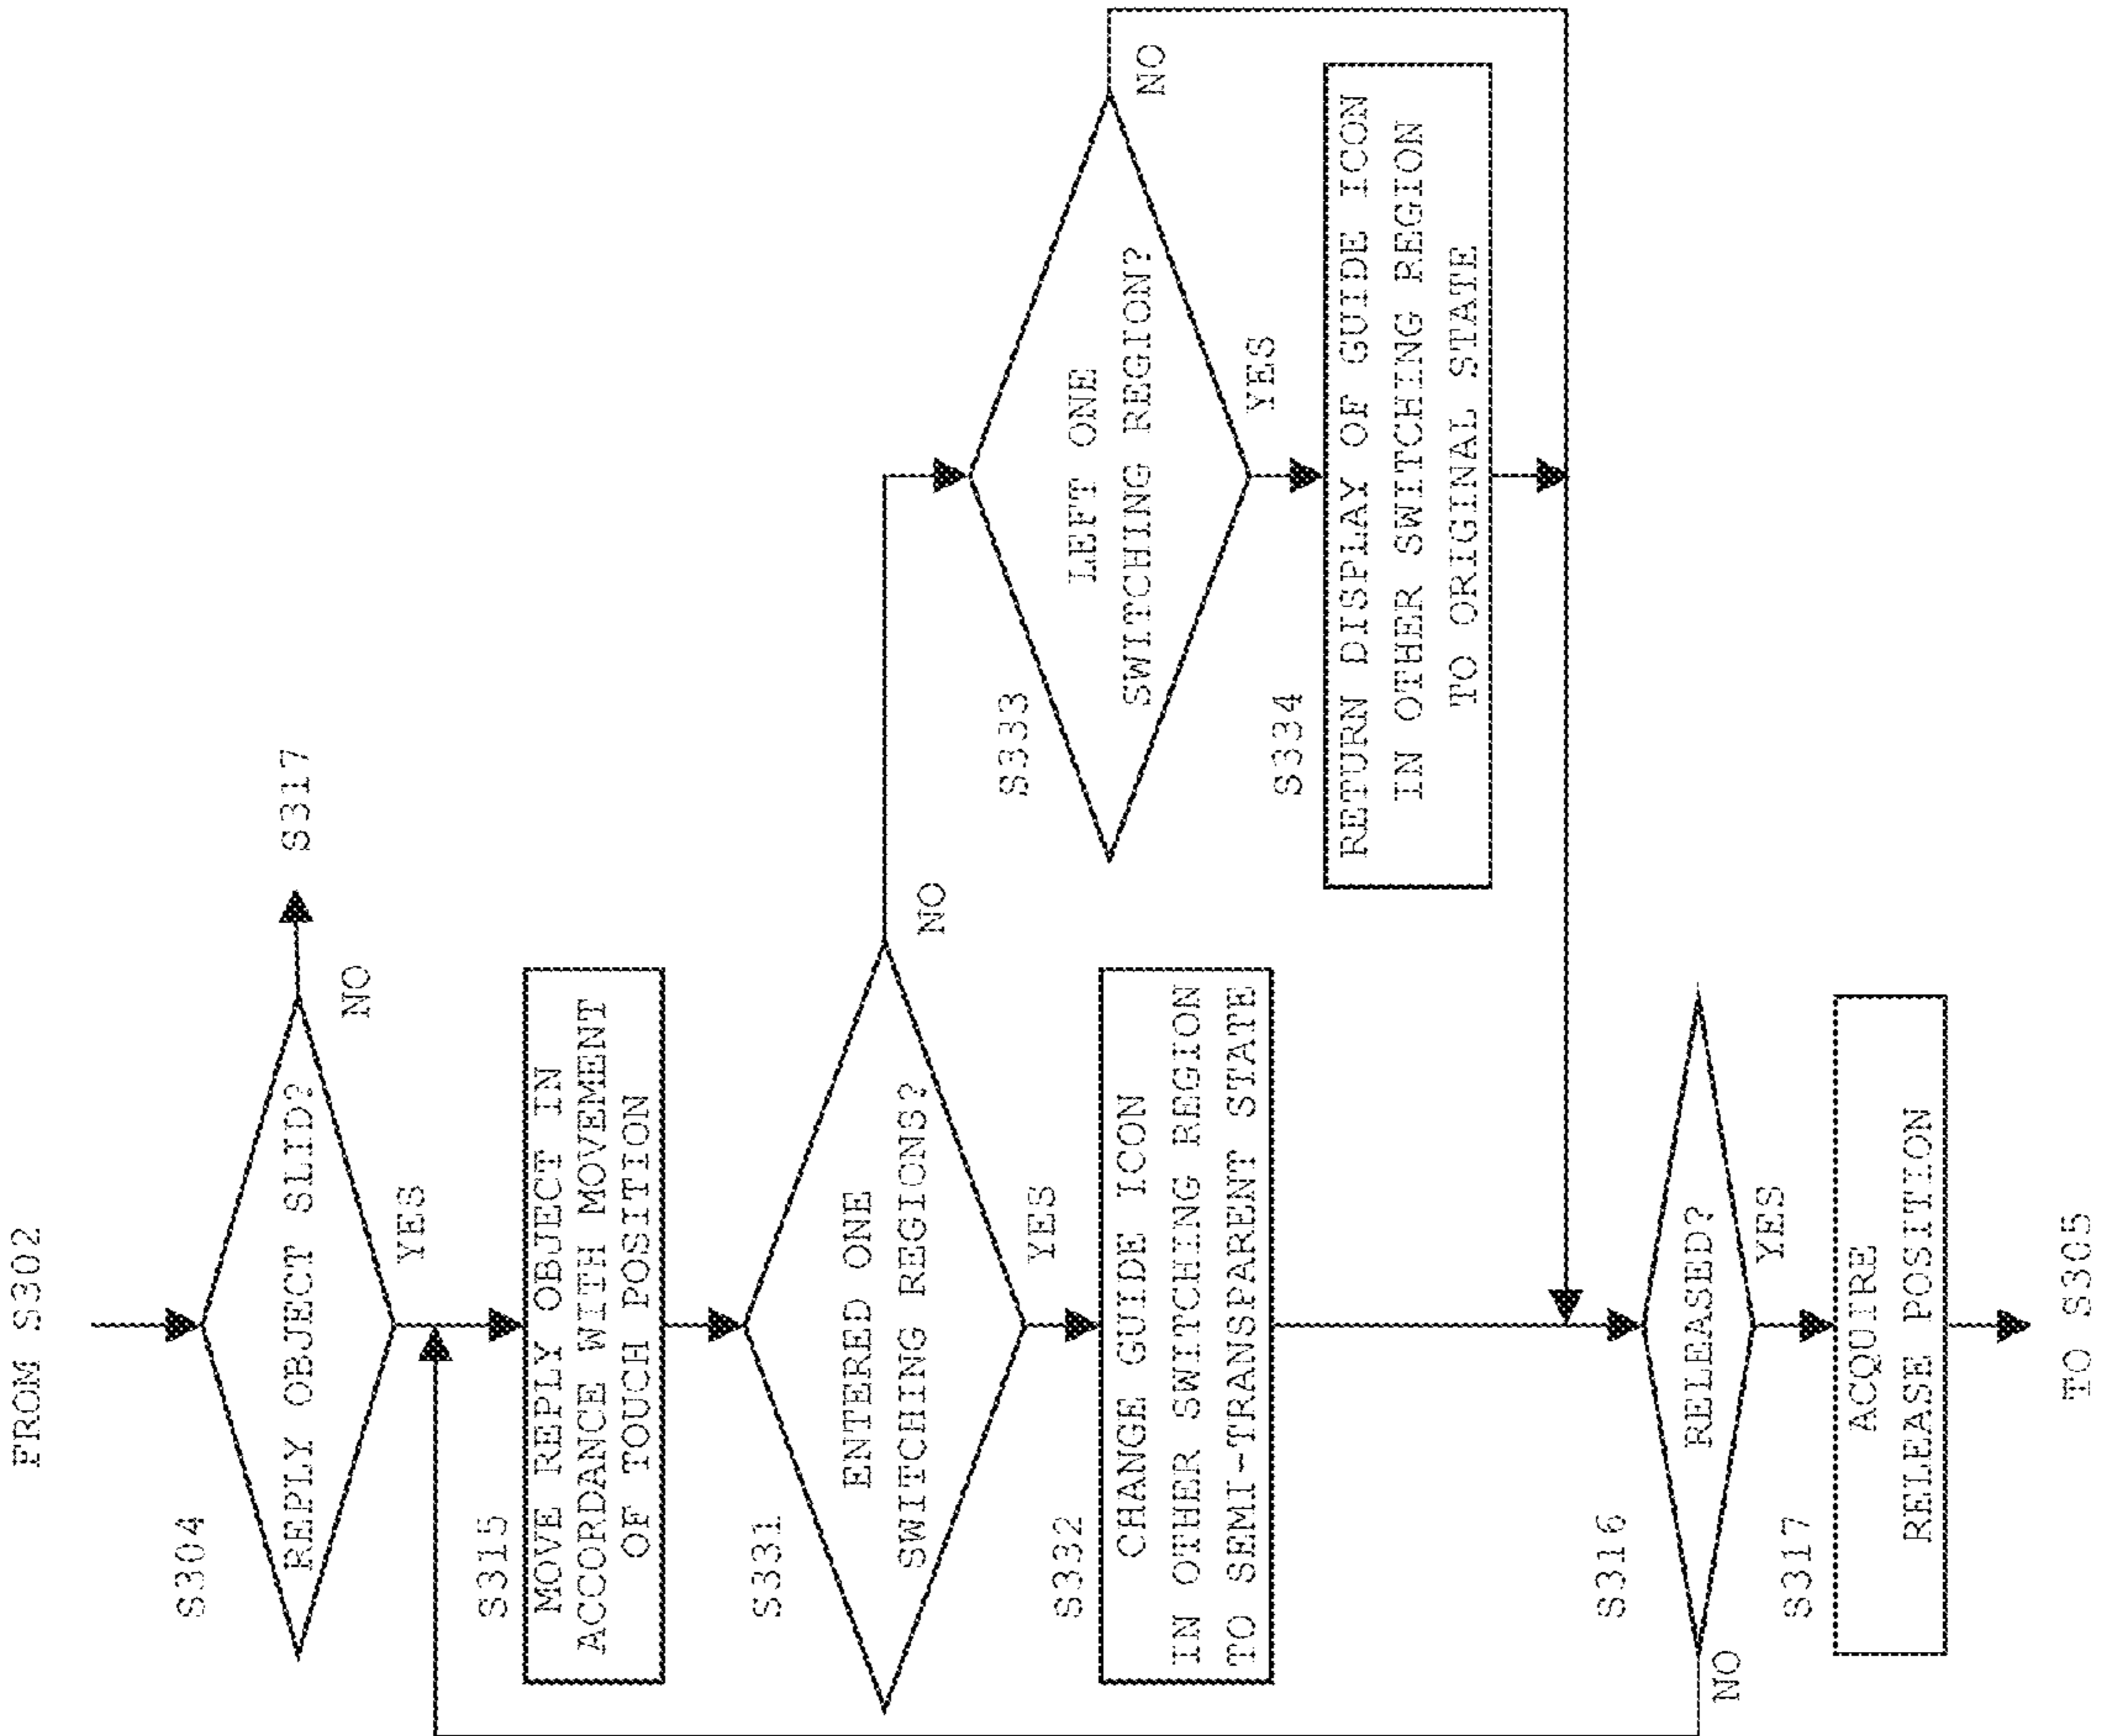 FROM S302
S304
REPLY OBJECT SLID?
NO
S317
YES
S315
MOVE REPLY OBJECT IN
ACCORDANCE WITH MOVEMENT
OF TOUCH POSITION
S331
ENTERED ONE
SWITCHING REGIONS?
NO
YES
S332
CHANGE GUIDE ICON
IN OTHER SWITCHING REGION
TO SEMI-TRANSPARENT STATE
S333
LEFT ONE
SWITCHING REGION?
NO
YES
S334
RETURN DISPLAY OF GUIDE ICON
IN OTHER SWITCHING REGION
TO ORIGINAL STATE
S316
RELEASED?
NO
YES
S317
ACQUIRE
RELEASE POSITION
TO S305